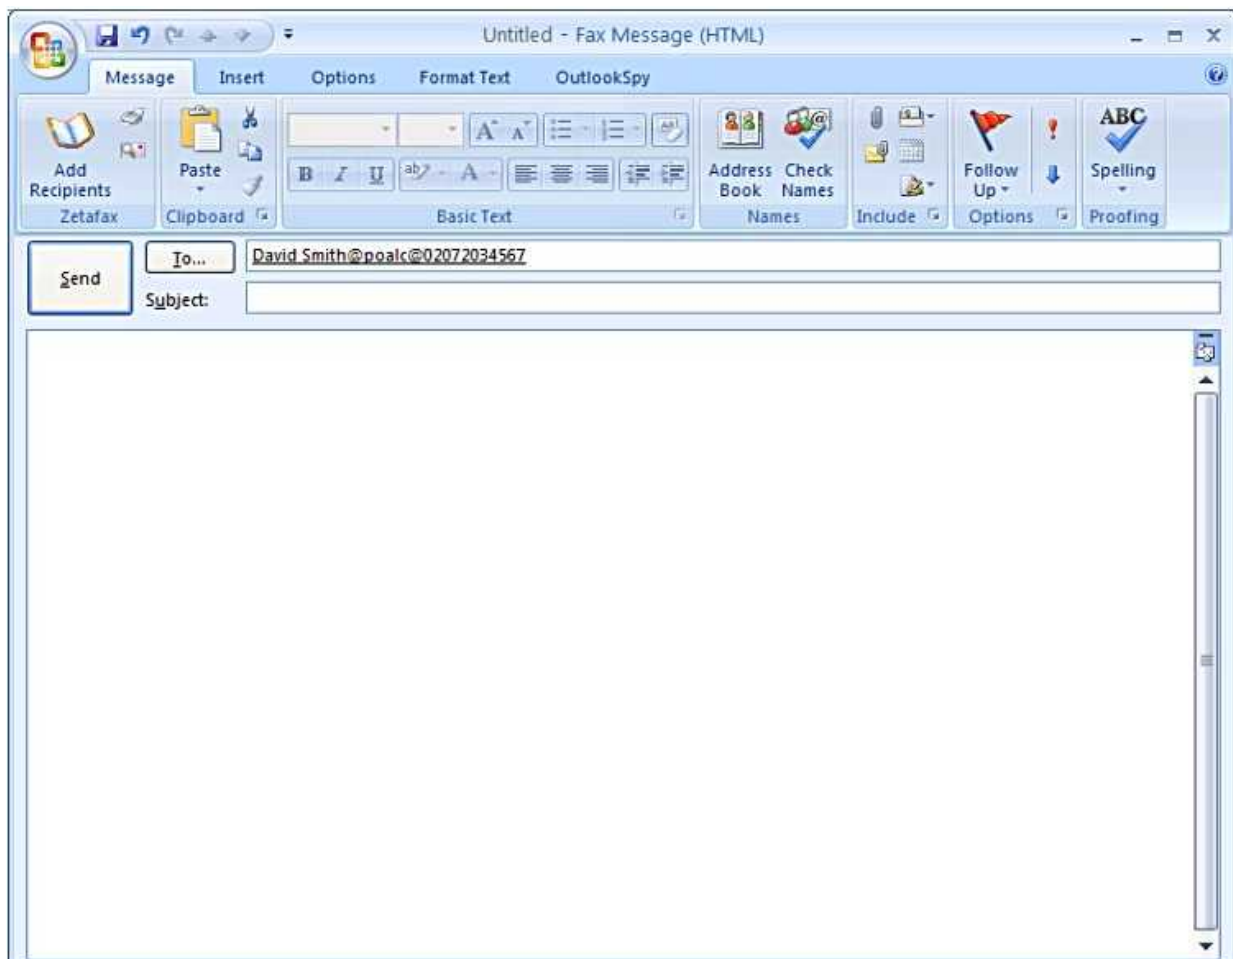 Untitled - Fax Message (HTML)
Message Insert Options Format Text OutlookSpy
Add Recipients
Paste
A A
B I U ab A
Address Book
Check Names
Follow Up
ABC
Spelling
Zetafax Clipboard Basic Text Names Include Options Proofing
Send
To...
David Smith@poalc@02072034567
Subject: